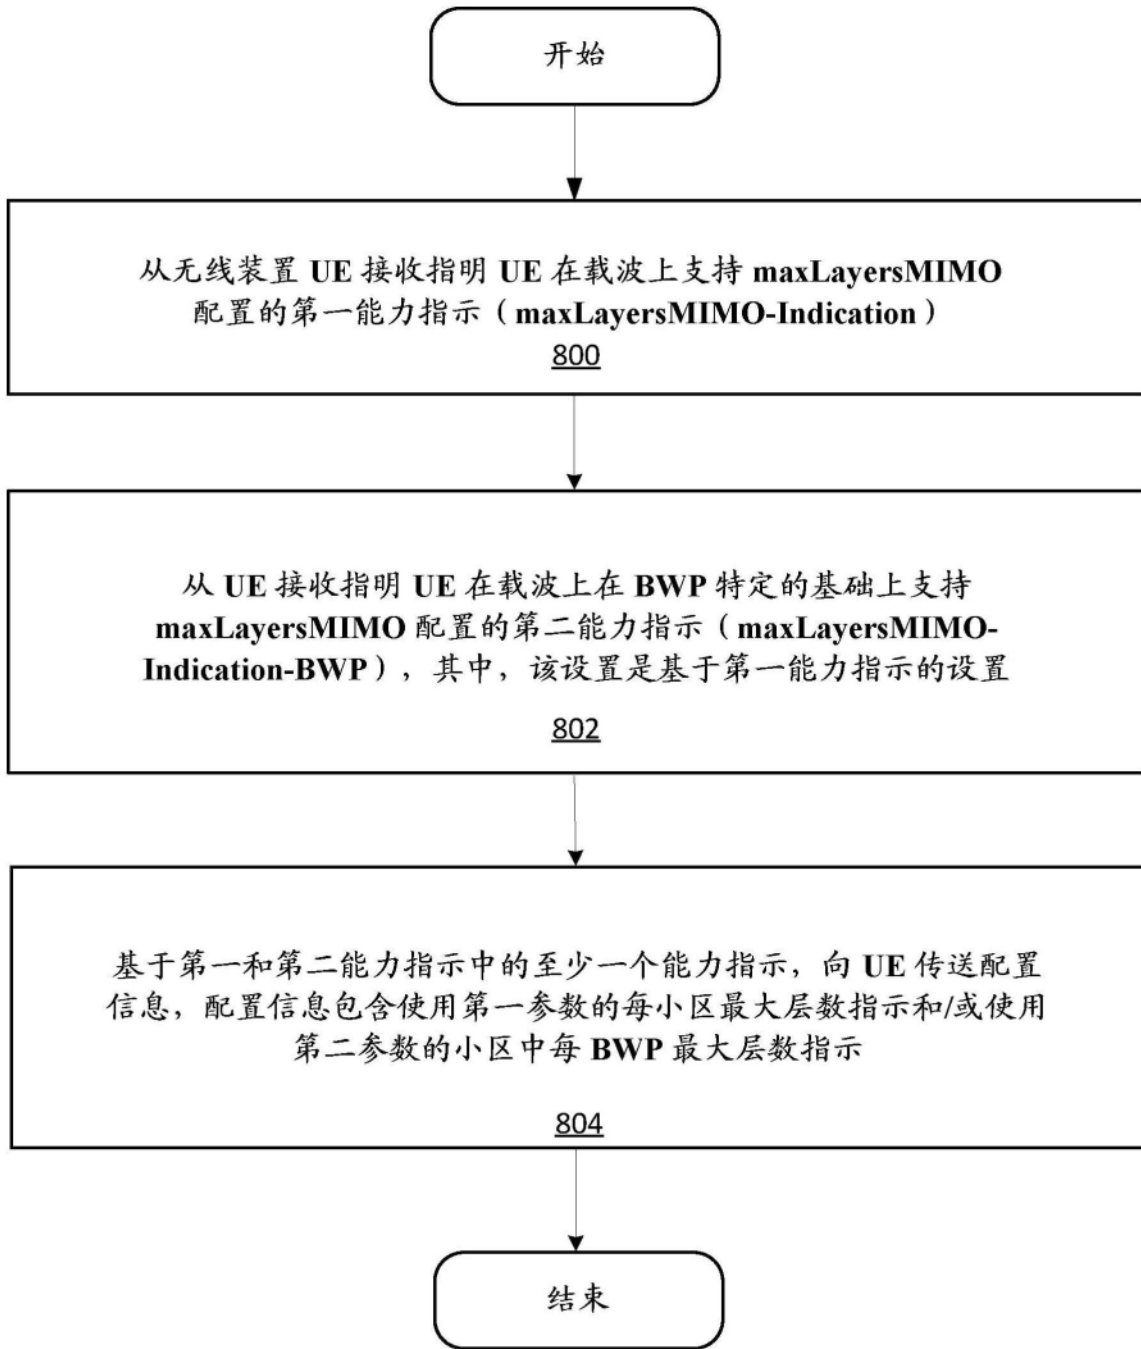 开始
从无线装置 UE 接收指明 UE 在载波上支持 maxLayersMIMO
配置的第一能力指示（maxLayersMIMO-Indication）
800
从 UE 接收指明 UE 在载波上在 BWP 特定的基础上支持
maxLayersMIMO 配置的第二能力指示（maxLayersMIMO-
Indication-BWP），其中，该设置是基于第一能力指示的设置
802
基于第一和第二能力指示中的至少一个能力指示，向 UE 传送配置
信息，配置信息包含使用第一参数的每小区最大层数指示和/或使用
第二参数的小区中每 BWP 最大层数指示
804
结束